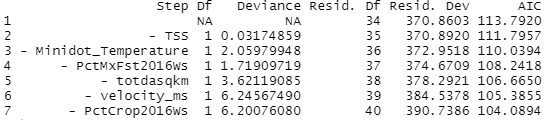 Step Df Deviance Resid. Df Resid. Dev AIC
1 NA NA 34 370.8603 113.7920
2 - TSS 1 0.03174859 35 370.8920 111.7957
3 - Minidot_Temperature 1 2.05979948 36 372.9518 110.0394
4 - PctMxFst2016Ws 1 1.71909719 37 374.6709 108.2418
5 - totdasqkm 1 3.62119085 38 378.2921 106.6650
6 - velocity_ms 1 6.24567490 39 384.5378 105.3855
7 - PctCrop2016Ws 1 6.20076080 40 390.7386 104.0894